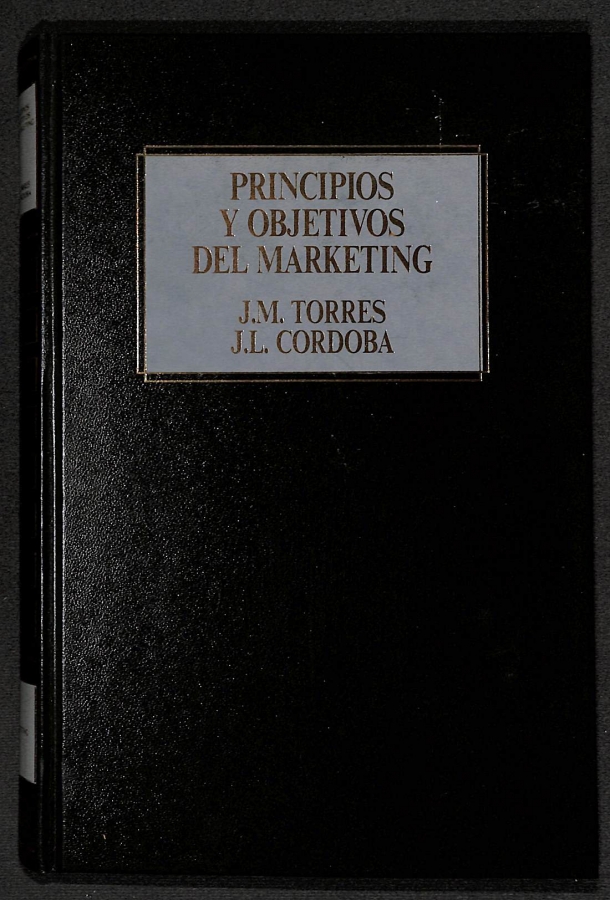 PRINCIPIOS
Y OBJETIVOS
DEL MARKETING
J.M. TORRES
J.L. CORDOBA